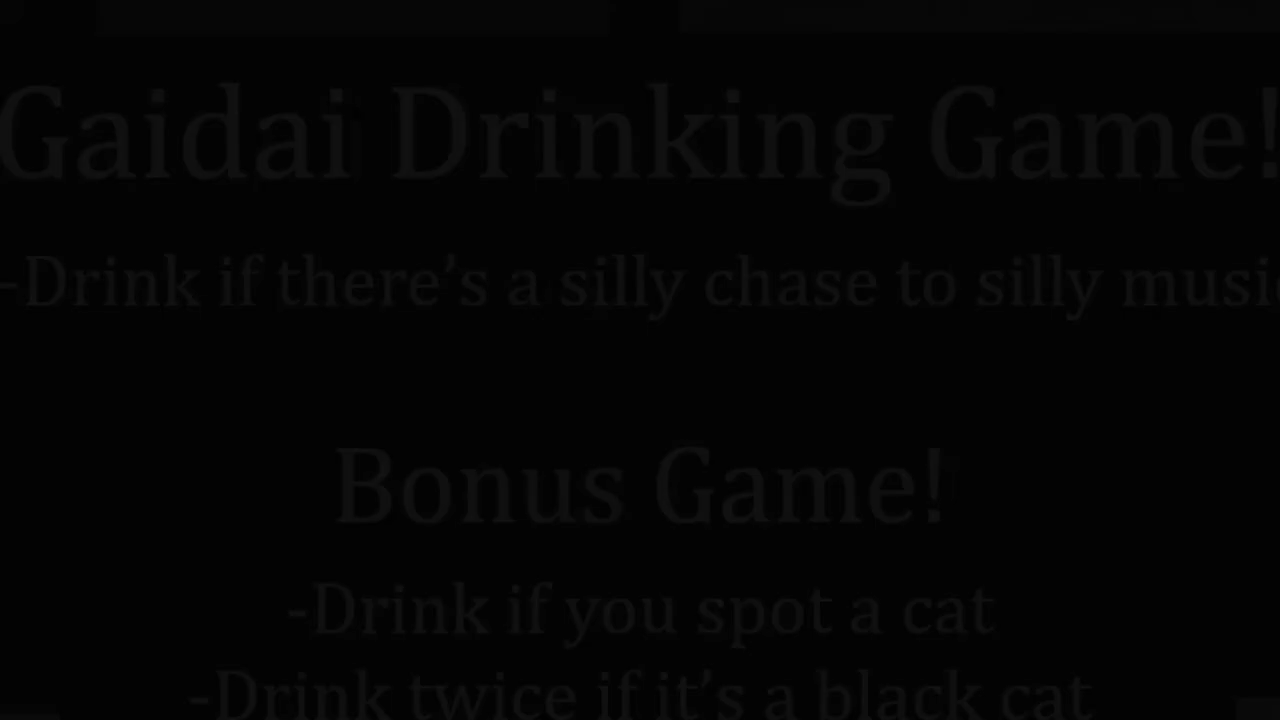 Gaidai Drinking Game!
-Drink if there’s a silly chase to silly musi
Bonus Game!
-Drink if you spot a cat
-Drink twice if it’s a black cat